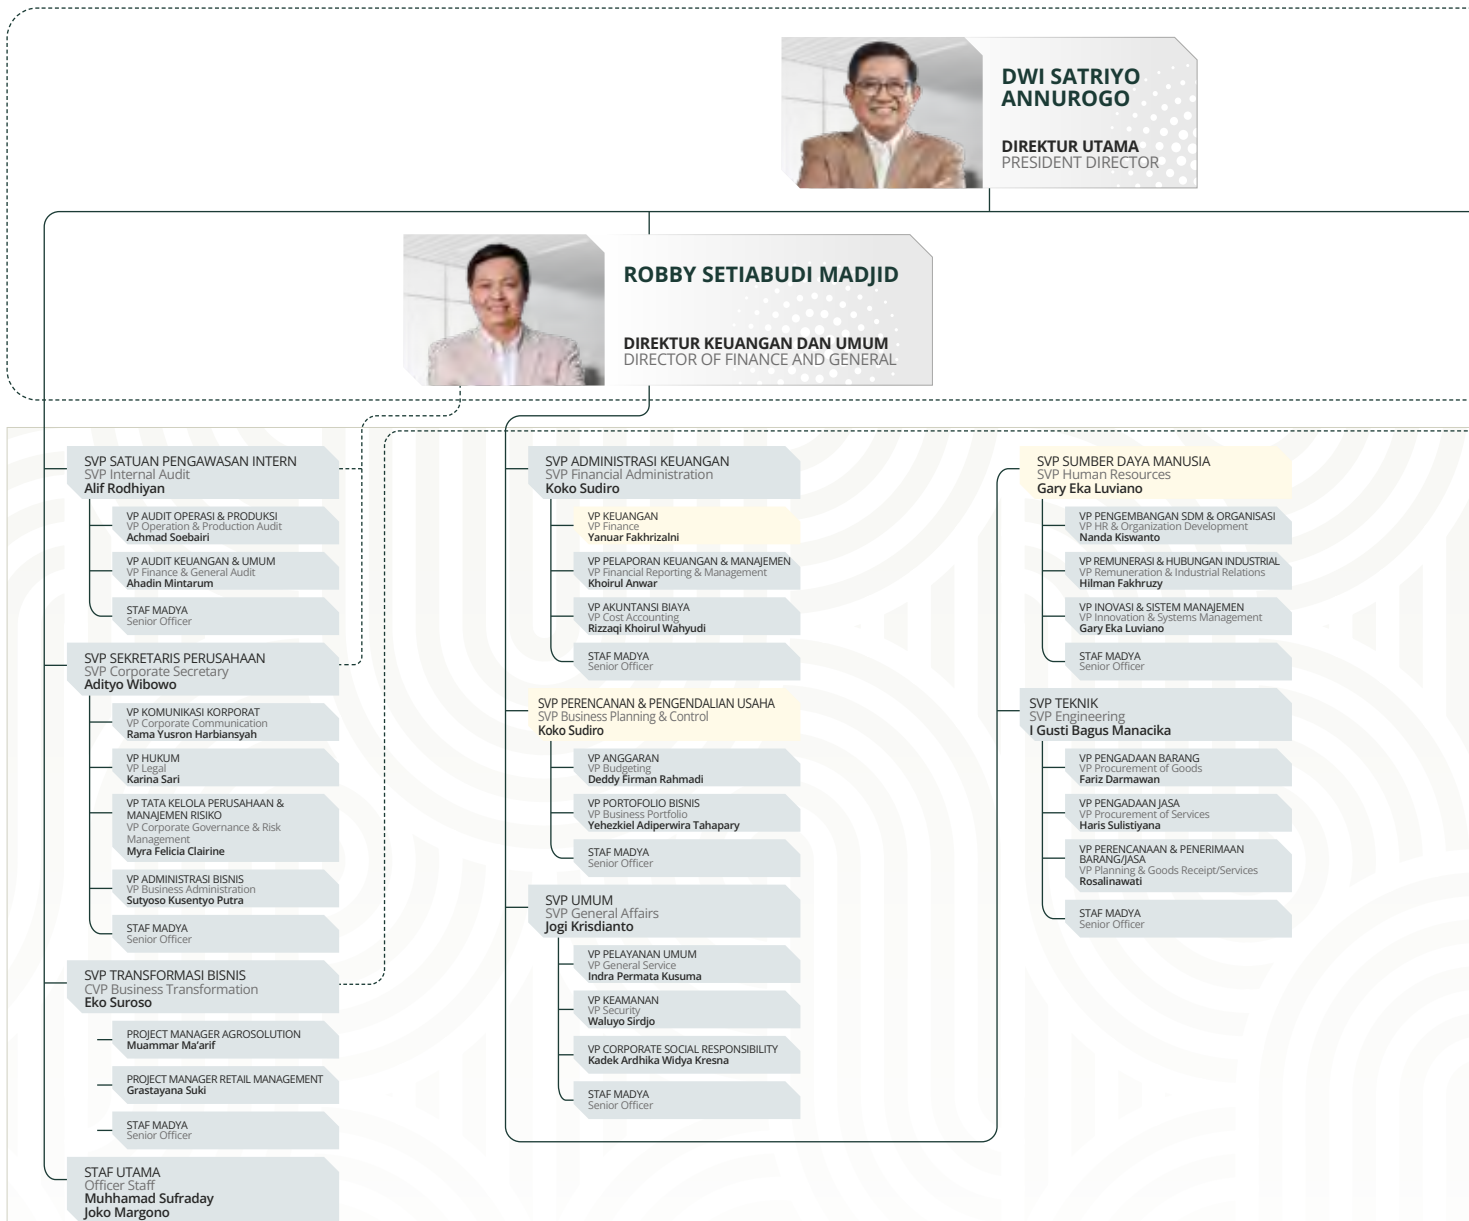 DWI SATRIYO
ANNUROGO
DIREKTUR UTAMA
PRESIDENT DIRECTOR
ROBBY SETIABUDI MADJID
DIREKTUR KEUANGAN DAN UMUM
DIRECTOR OF FINANCE AND GENERAL
SVP SATUAN PENGAWASAN INTERN
SVP Internal Audit
Alif Rodhiyan
VP AUDIT OPERASI & PRODUKSI
VP Operation & Production Audit
Achmad Soebairi
VP AUDIT KEUANGAN & UMUM
VP Finance & General Audit
Ahadin Mintarum
STAF MADYA
Senior Officer
SVP SEKRETARIS PERUSAHAAN
SVP Corporate Secretary
Adityo Wibowo
VP KOMUNIKASI KORPORAT
VP Corporate Communication
Rama Yusron Harbiansyah
VP HUKUM
VP Legal
Karina Sari
VP TATA KELOLA PERUSAHAAN &
MANAJEMEN RISIKO
VP Corporate Governance & Risk
Management
Myra Felicia Clairine
VP ADMINISTRASI BISNIS
VP Business Administration
Sutyoso Kusentyo Putra
STAF MADYA
Senior Officer
SVP TRANSFORMASI BISNIS
CVP Business Transformation
Eko Suroso
PROJECT MANAGER AGROSOLUTION
Muammar Ma'arif
PROJECT MANAGER RETAIL MANAGEMENT
Grastayana Suki
STAF MADYA
Senior Officer
STAF UTAMA
Officer Staff
Muhhamad Sufraday
Joko Margono
SVP ADMINISTRASI KEUANGAN
SVP Financial Administration
Koko Sudiro
VP KEUANGAN
VP Finance
Yanuar Fakhrizalni
VP PELAPORAN KEUANGAN & MANAJEMEN
VP Financial Reporting & Management
Khoirul Anwar
VP AKUNTANSI BIAYA
VP Cost Accounting
Rizzaqi Khoirul Wahyudi
STAF MADYA
Senior Officer
SVP PERENCANAN & PENGENDALIAN USAHA
SVP Business Planning & Control
Koko Sudiro
VP ANGGARAN
VP Budgeting
Deddy Firman Rahmadi
VP PORTOFOLIO BISNIS
VP Business Portfolio
Yehezkiel Adiperwira Tahapary
STAF MADYA
Senior Officer
SVP UMUM
SVP General Affairs
Jogi Krisdianto
VP PELAYANAN UMUM
VP General Service
Indra Permata Kusuma
VP KEAMANAN
VP Security
Waluyo Sirdjo
VP CORPORATE SOCIAL RESPONSIBILITY
Kadek Ardhika Widya Kresna
STAF MADYA
Senior Officer
SVP SUMBER DAYA MANUSIA
SVP Human Resources
Gary Eka Luviano
VP PENGEMBANGAN SDM & ORGANISASI
VP HR & Organization Development
Nanda Kiswanto
VP REMUNERASI & HUBUNGAN INDUSTRIAL
VP Remuneration & Industrial Relations
Hilman Fakhruzy
VP INOVASI & SISTEM MANAJEMEN
VP Innovation & Systems Management
Gary Eka Luviano
STAF MADYA
Senior Officer
SVP TEKNIK
SVP Engineering
I Gusti Bagus Manacika
VP PENGADAAN BARANG
VP Procurement of Goods
Fariz Darmawan
VP PENGADAAN JASA
VP Procurement of Services
Haris Sulistiyana
VP PERENCANAAN & PENERIMAAN
BARANG/JASA
VP Planning & Goods Receipt/Services
Rosalinawati
STAF MADYA
Senior Officer